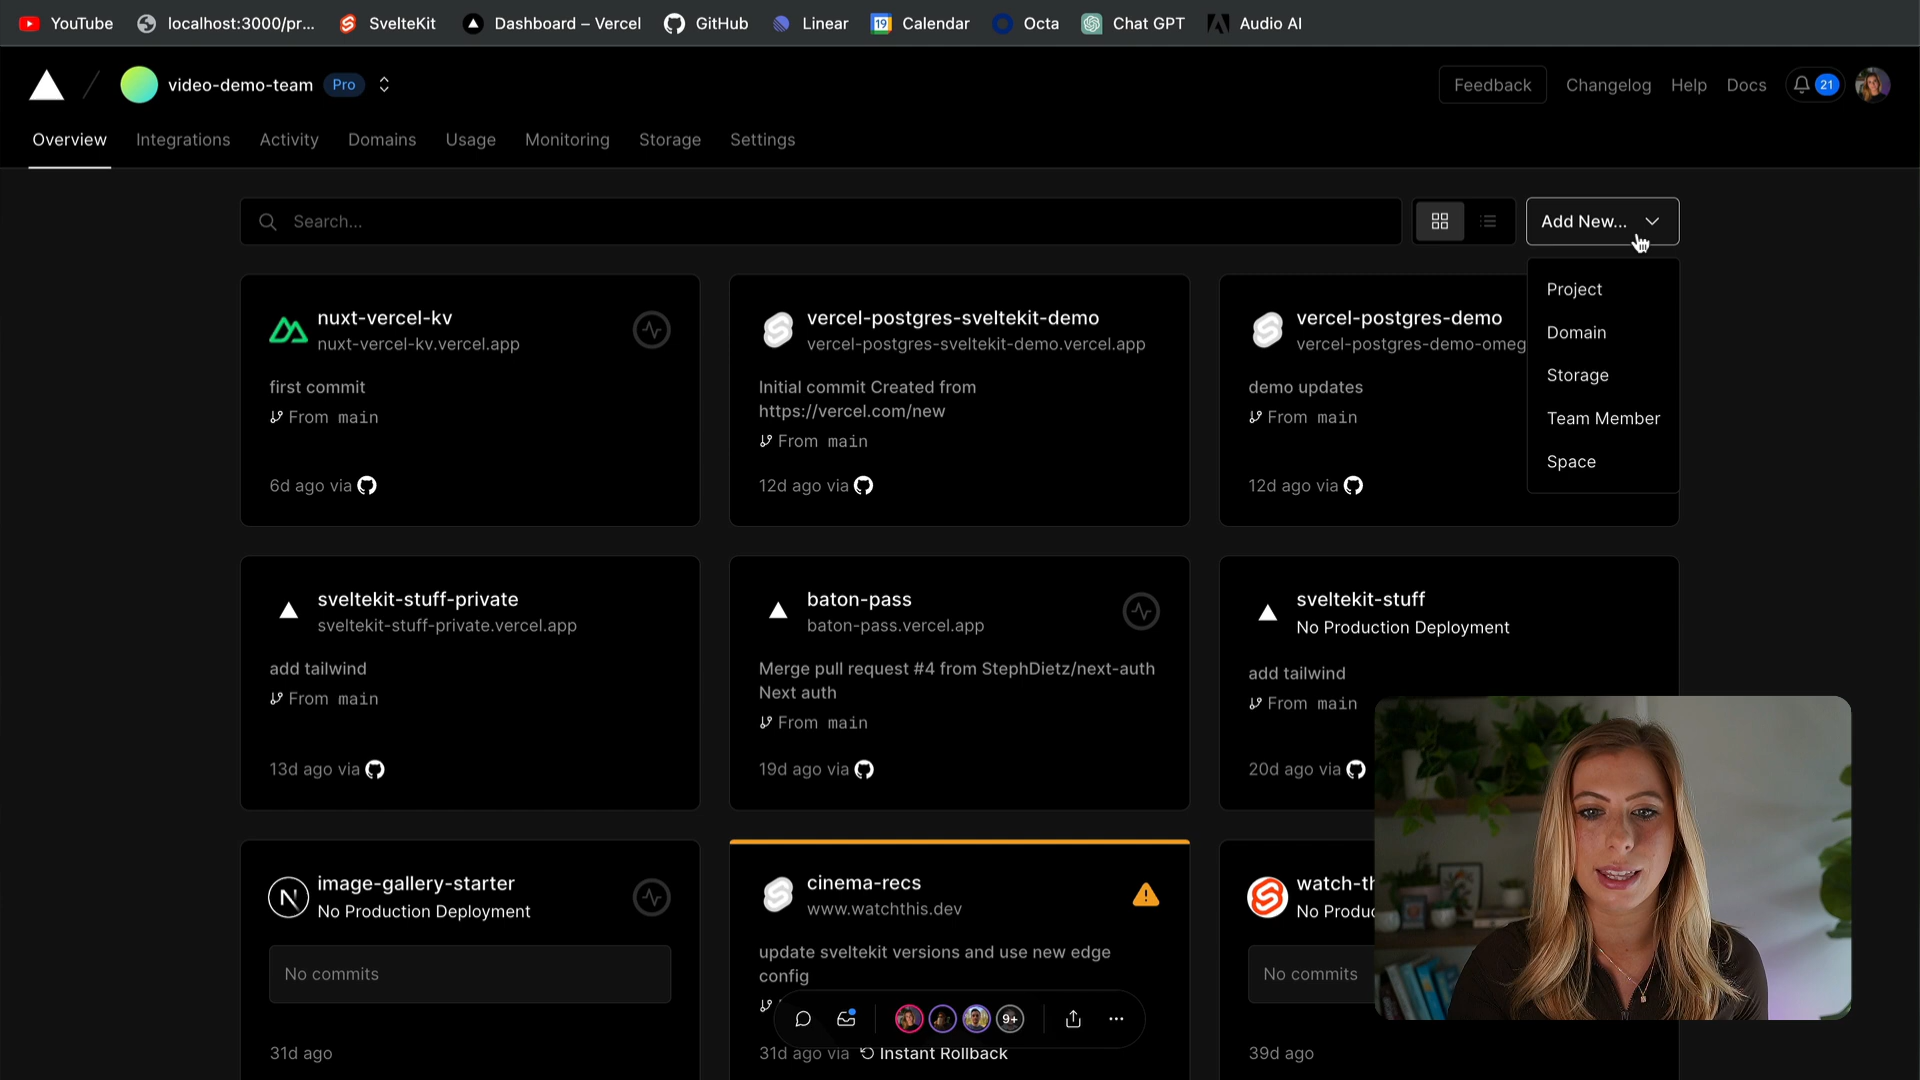 YouTube
localhost:3000/pr...
SvelteKit
Dashboard – Vercel
GitHub
Linear
19
Calendar
Octa
Chat GPT
Audio AI
video-demo-team
Pro
Feedback
Changelog
Help
Docs
21
Overview
Integrations
Activity
Domains
Usage
Monitoring
Storage
Settings
Search...
Add New...
Project
Domain
Storage
Team Member
Space
nuxt-vercel-kv
nuxt-vercel-kv.vercel.app
first commit
From main
6d ago via
vercel-postgres-sveltekit-demo
vercel-postgres-sveltekit-demo.vercel.app
Initial commit Created from
https://vercel.com/new
From main
12d ago via
vercel-postgres-demo
vercel-postgres-demo-omeg
demo updates
From main
12d ago via
sveltekit-stuff-private
sveltekit-stuff-private.vercel.app
add tailwind
From main
13d ago via
baton-pass
baton-pass.vercel.app
Merge pull request #4 from StephDietz/next-auth
Next auth
From main
19d ago via
sveltekit-stuff
No Production Deployment
add tailwind
From main
20d ago via
N
image-gallery-starter
No Production Deployment
No commits
31d ago
cinema-recs
www.watchthis.dev
update sveltekit versions and use new edge
config
9+
31d ago via Instant Rollback
watch-th
No Produc
No commits
39d ago